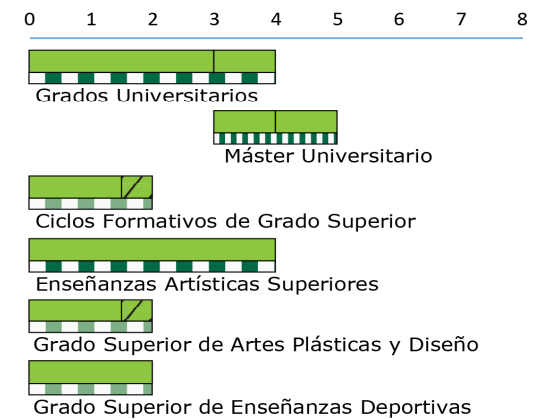 0 1 2 3 4 5 6 7 8
Grados Universitarios
Máster Universitario
Ciclos Formativos de Grado Superior
Enseñanzas Artísticas Superiores
Grado Superior de Artes Plásticas y Diseño
Grado Superior de Enseñanzas Deportivas